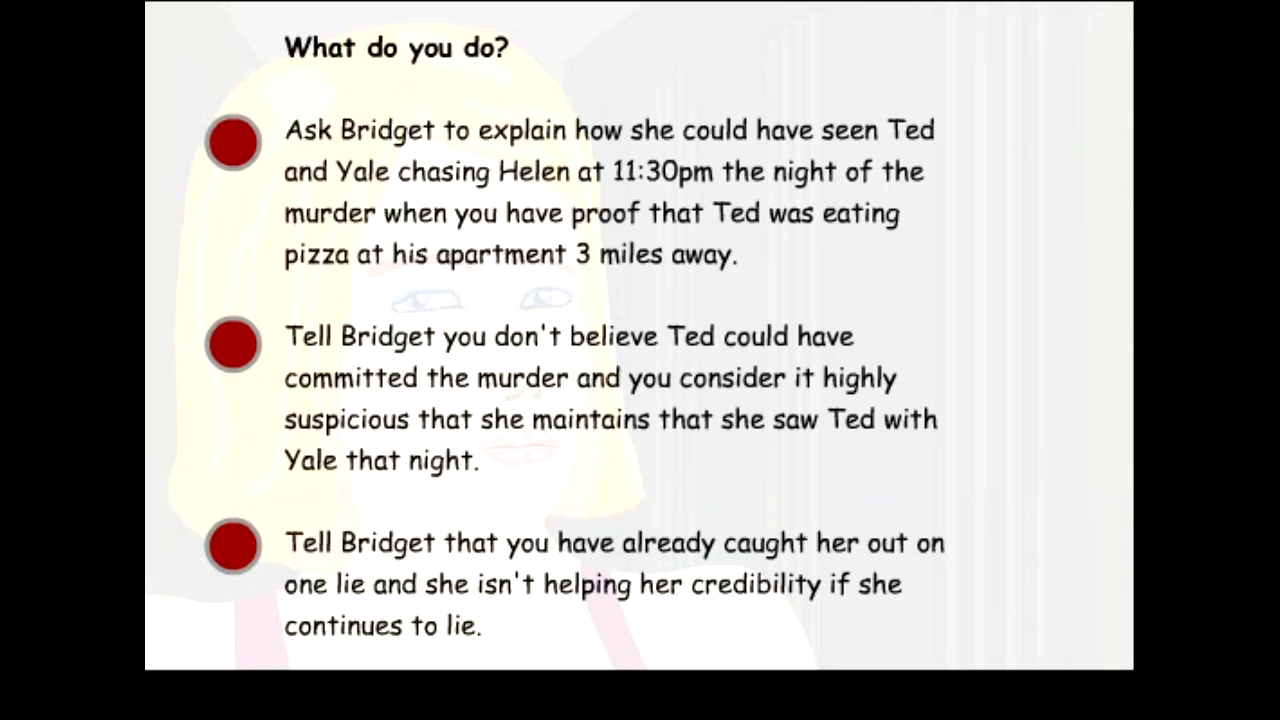 What do you do?
Ask Bridget to explain how she could have seen Ted
and Yale chasing Helen at 11:30pm the night of the
murder when you have proof that Ted was eating
pizza at his apartment 3 miles away.
Tell Bridget you don't believe Ted could have
committed the murder and you consider it highly
suspicious that she maintains that she saw Ted with
Yale that night.
Tell Bridget that you have already caught her out on
one lie and she isn't helping her credibility if she
continues to lie.